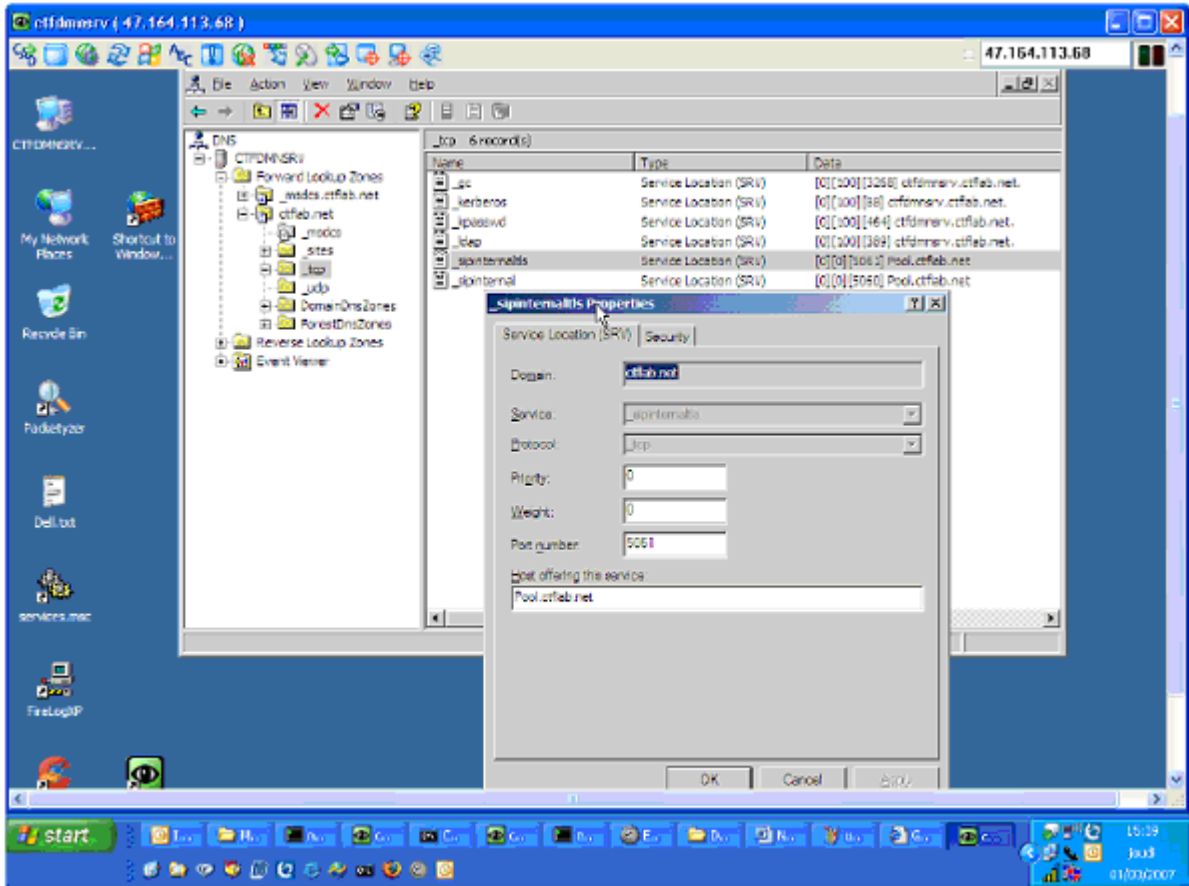 ctfdmnsrv ( 47.164.113.68 )
47.164.113.68
File Action View Window Help
DNS
CTFDMNSRV
Forward Lookup Zones
_msdcs.ctflab.net
ctflab.net
_msdcs
_sites
_tcp
_udp
DomainDnsZones
ForestDnsZones
Reverse Lookup Zones
Event Viewer
_tcp 6 record(s)
Name Type Data
_gc Service Location (SRV) [0][100][3268] ctfdmnsrv.ctflab.net.
_kerberos Service Location (SRV) [0][100][88] ctfdmnsrv.ctflab.net.
_kpasswd Service Location (SRV) [0][100][464] ctfdmnsrv.ctflab.net.
_ldap Service Location (SRV) [0][100][389] ctfdmnsrv.ctflab.net.
_sipinternaltls Service Location (SRV) [0][0][5061] Pool.ctflab.net
_sipinternal Service Location (SRV) [0][0][5060] Pool.ctflab.net
_sipinternaltls Properties
Service Location (SRV) Security
Domain: ctflab.net
Service: _sipinternaltls
Protocol: _tcp
Priority: 0
Weight: 0
Port number: 5061
Host offering this service:
Pool.ctflab.net
OK Cancel Apply
CTFDMNSRV...
My Network Places
Shortcut to Window...
Recycle Bin
Packetyzer
Dell.txt
services.msc
FireLogXP
start
15:39
jeudi
01/03/2007